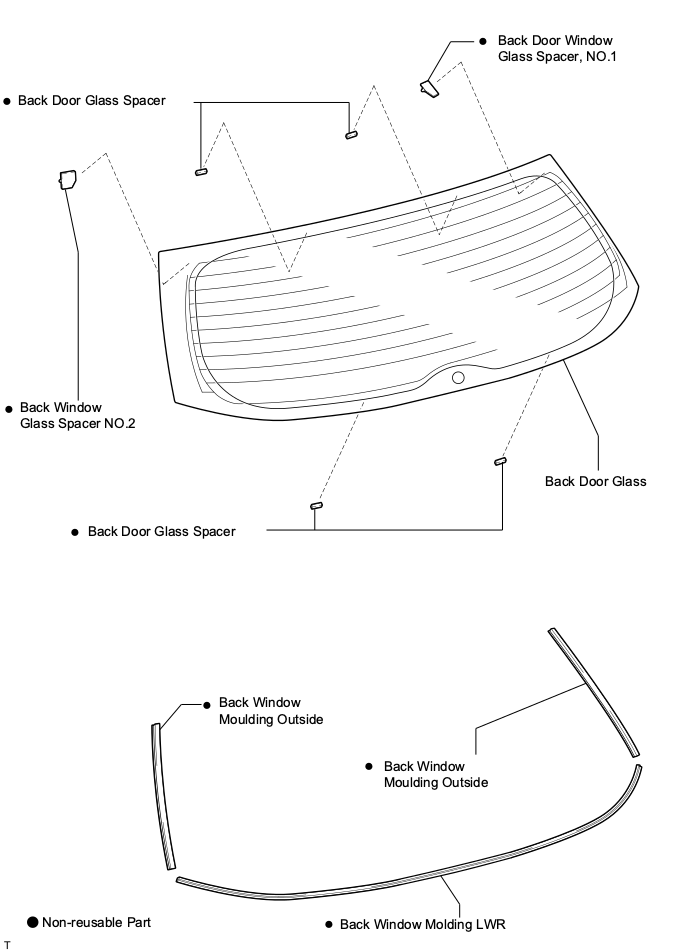 ● Back Door Window
Glass Spacer, NO.1
● Back Door Glass Spacer
● Back Window
Glass Spacer NO.2
Back Door Glass
● Back Door Glass Spacer
● Back Window
Moulding Outside
● Back Window
Moulding Outside
● Non-reusable Part
● Back Window Molding LWR
T